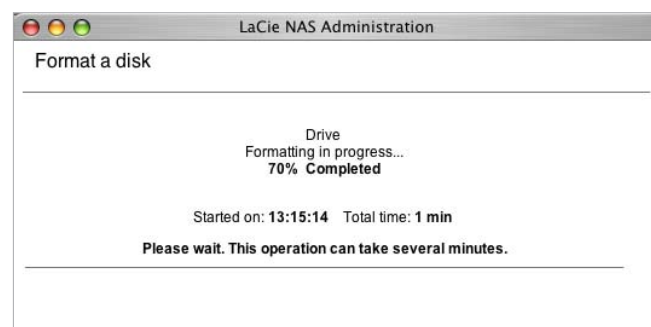 LaCie NAS Administration
Format a disk
Drive
Formatting in progress...
70% Completed
Started on: 13:15:14 Total time: 1 min
Please wait. This operation can take several minutes.